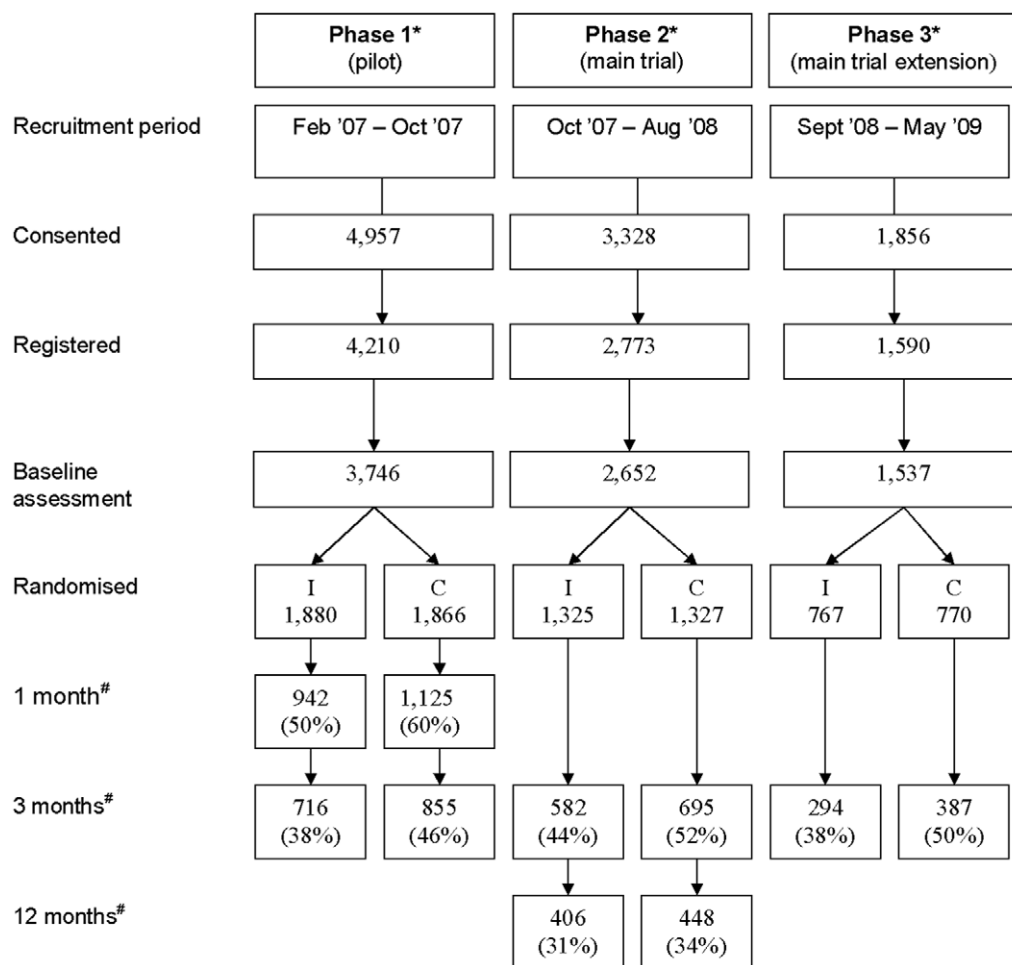 Phase 1* Phase 2* Phase 3*
(pilot) (main trial) (main trial extension)
Recruitment period Feb '07 – Oct '07 Oct '07 – Aug '08 Sept '08 – May '09
Consented 4,957 3,328 1,856
Registered 4,210 2,773 1,590
Baseline 3,746 2,652 1,537
assessment
Randomised I C I C I C
1,880 1,866 1,325 1,327 767 770
1 month# 942 1,125
(50%) (60%)
3 months# 716 855 582 695 294 387
(38%) (46%) (44%) (52%) (38%) (50%)
12 months# 406 448
(31%) (34%)